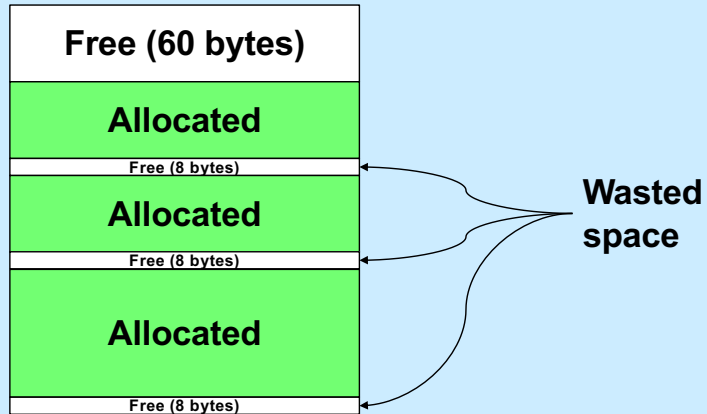 Free (60 bytes)
Allocated
Free (8 bytes)
Allocated
Free (8 bytes)
Allocated
Free (8 bytes)
Wasted
space